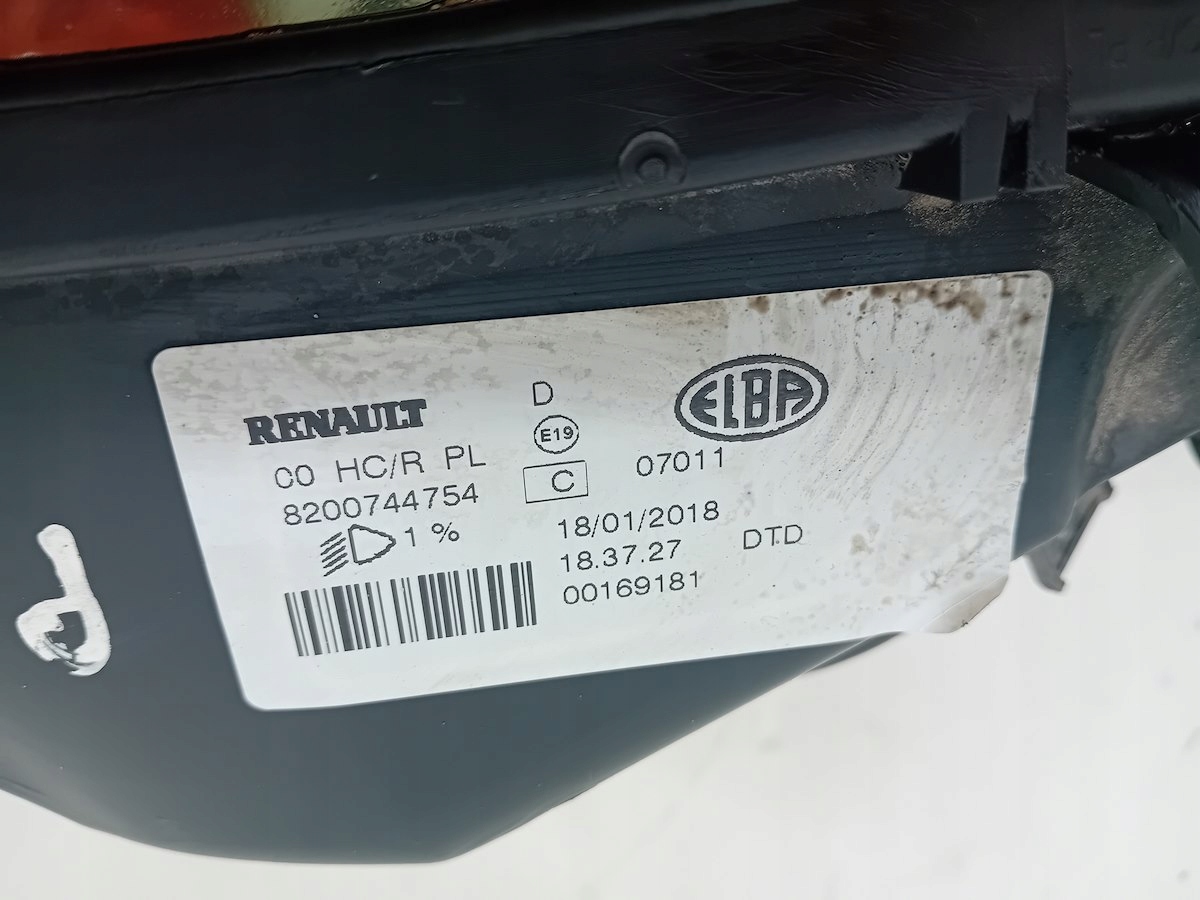 RENAULT
C0 HC/R PL
8200744754
1 %
D
E19
C
ELBA
07011
18/01/2018
18.37.27
DTD
00169181